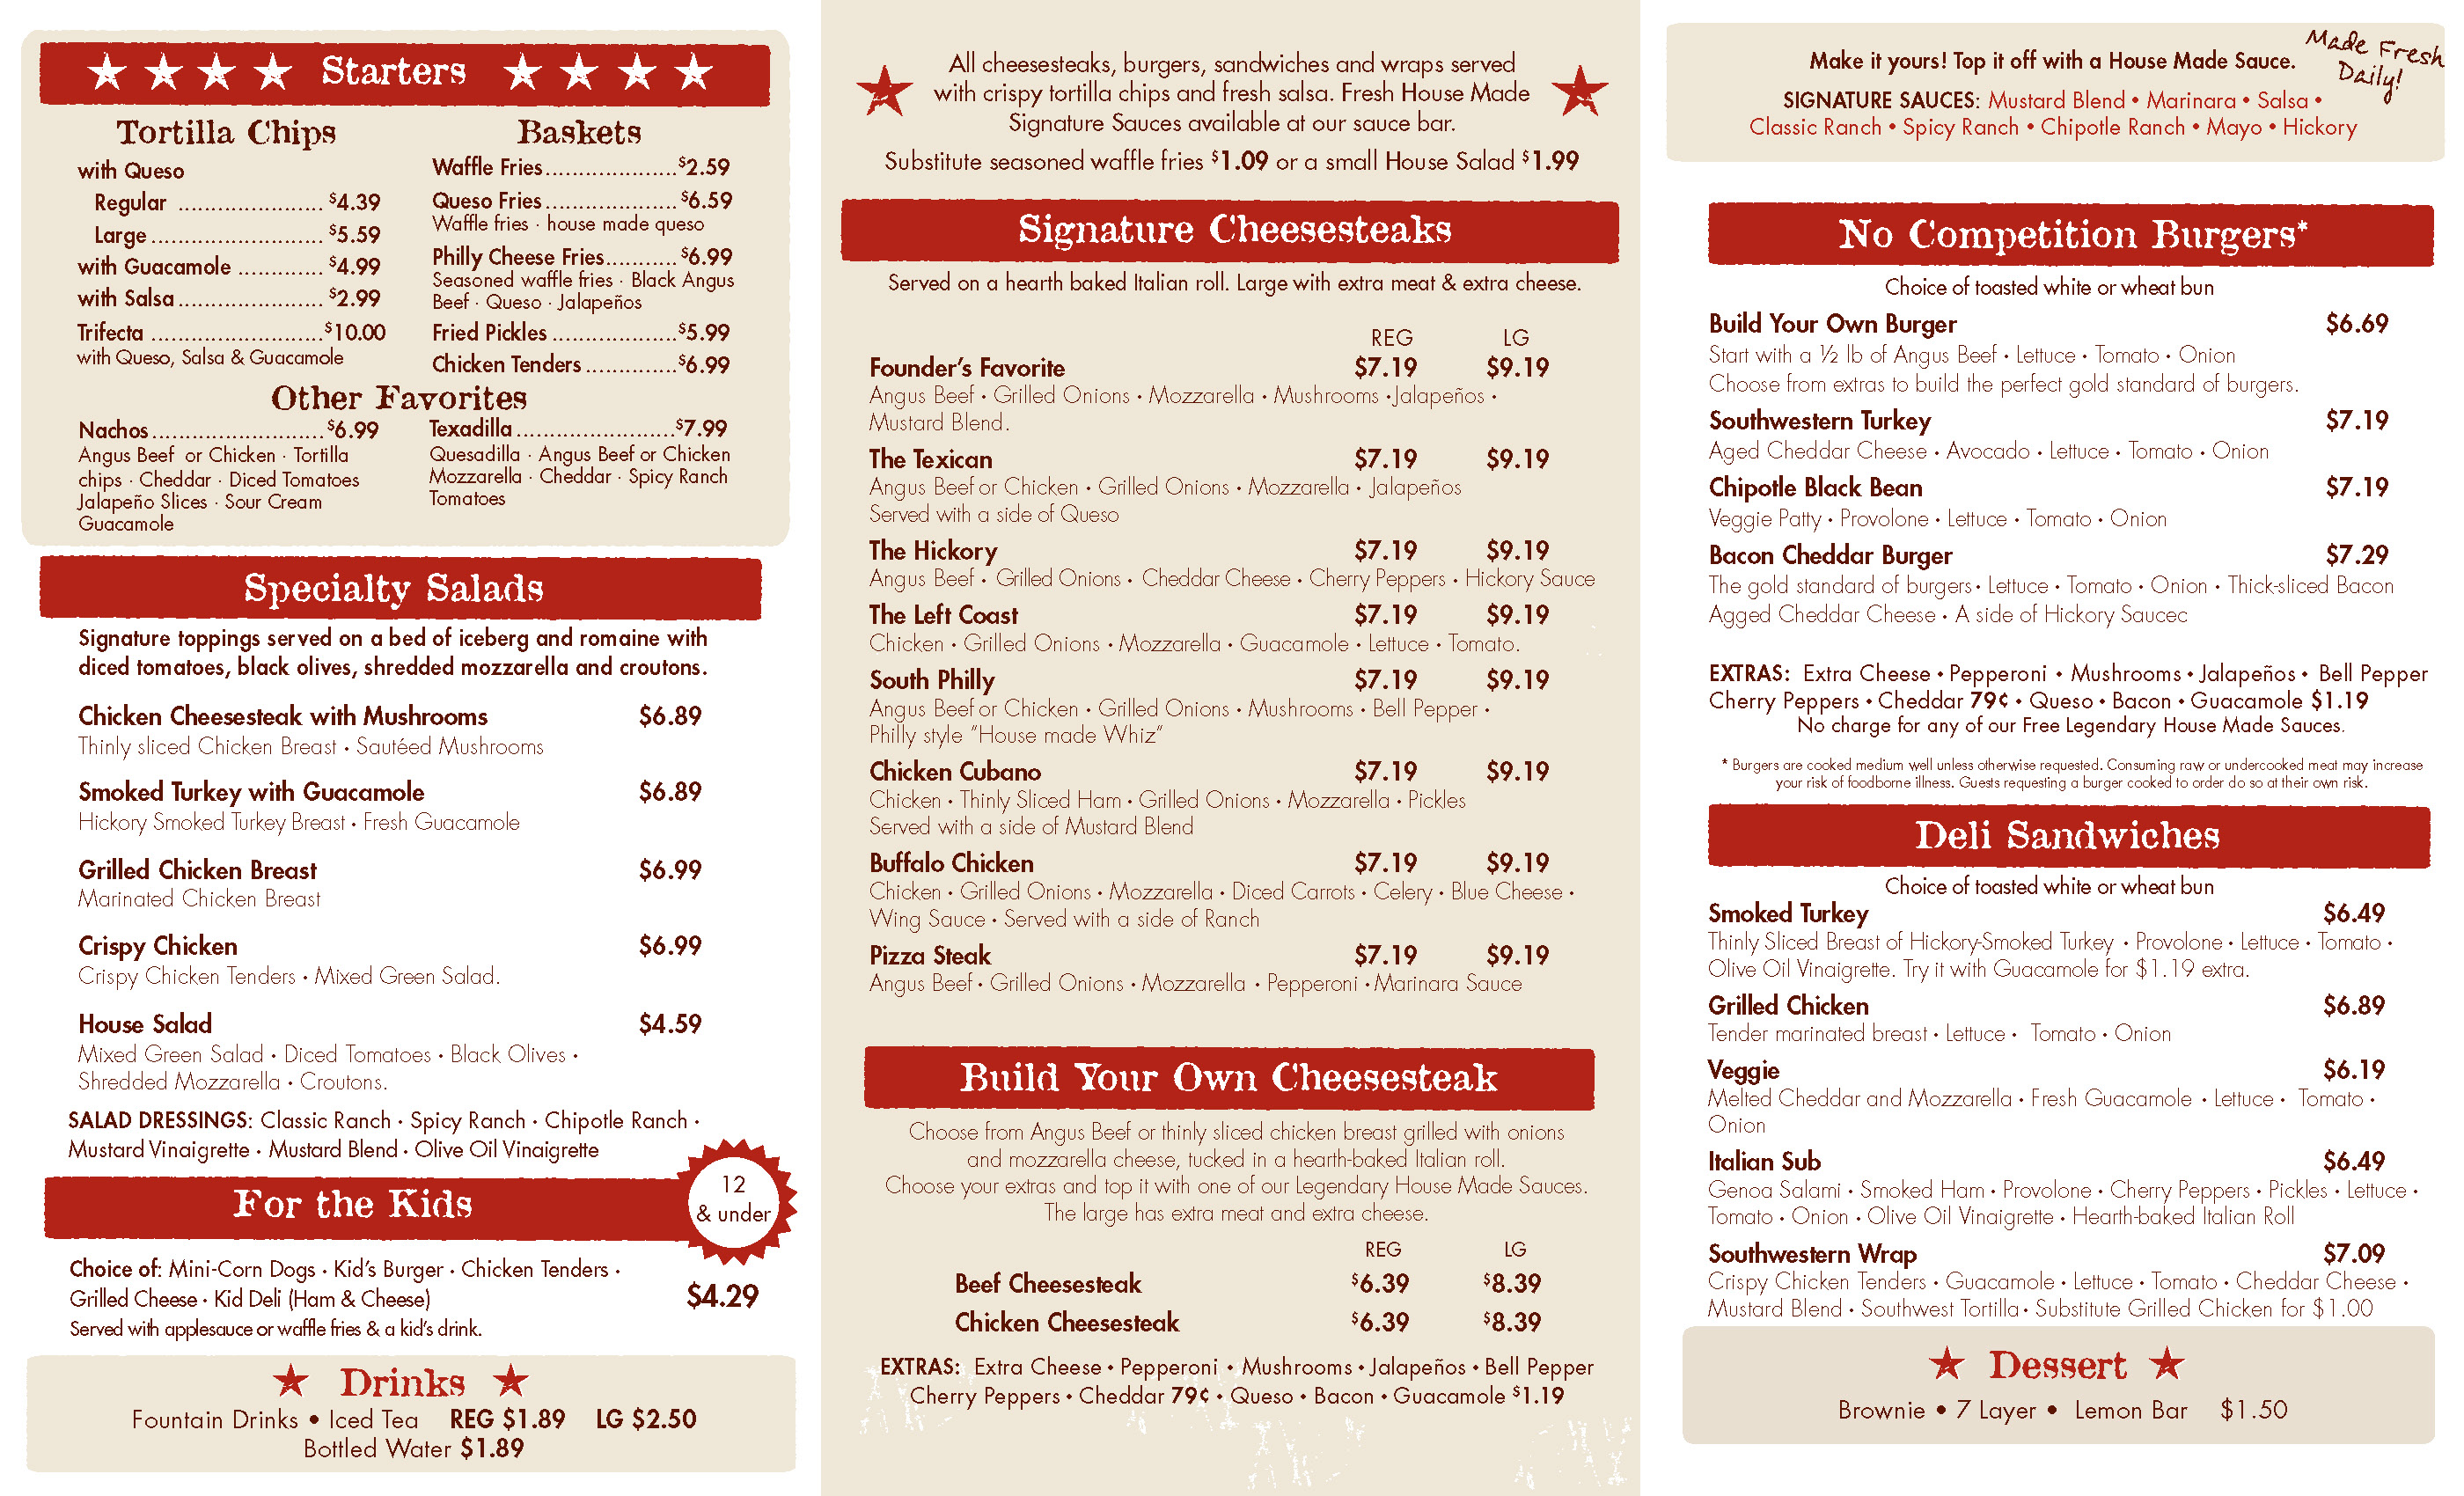 Starters
Tortilla Chips
with Queso
Regular ...................... $4.39
Large .......................... $5.59
with Guacamole ............. $4.99
with Salsa ...................... $2.99
Trifecta ..........................$10.00
with Queso, Salsa & Guacamole
Baskets
Waffle Fries....................$2.59
Queso Fries.................... $6.59
Waffle fries · house made queso
Philly Cheese Fries........... $6.99
Seasoned waffle fries · Black Angus
Beef · Queso · Jalapeños
Fried Pickles ...................$5.99
Chicken Tenders ..............$6.99
Other Favorites
Nachos..........................$6.99
Angus Beef or Chicken · Tortilla
chips · Cheddar · Diced Tomatoes
Jalapeño Slices · Sour Cream
Guacamole
Texadilla........................$7.99
Quesadilla · Angus Beef or Chicken
Mozzarella · Cheddar · Spicy Ranch
Tomatoes
Specialty Salads
Signature toppings served on a bed of iceberg and romaine with
diced tomatoes, black olives, shredded mozzarella and croutons.
Chicken Cheesesteak with Mushrooms $6.89
Thinly sliced Chicken Breast • Sautéed Mushrooms
Smoked Turkey with Guacamole $6.89
Hickory Smoked Turkey Breast • Fresh Guacamole
Grilled Chicken Breast $6.99
Marinated Chicken Breast
Crispy Chicken $6.99
Crispy Chicken Tenders • Mixed Green Salad.
House Salad $4.59
Mixed Green Salad • Diced Tomatoes • Black Olives •
Shredded Mozzarella • Croutons.
SALAD DRESSINGS: Classic Ranch · Spicy Ranch · Chipotle Ranch ·
Mustard Vinaigrette · Mustard Blend · Olive Oil Vinaigrette
For the Kids
12
& under
Choice of: Mini-Corn Dogs · Kid's Burger · Chicken Tenders ·
Grilled Cheese · Kid Deli (Ham & Cheese) $4.29
Served with applesauce or waffle fries & a kid's drink.
Drinks
Fountain Drinks • Iced Tea REG $1.89 LG $2.50
Bottled Water $1.89
All cheesesteaks, burgers, sandwiches and wraps served
with crispy tortilla chips and fresh salsa. Fresh House Made
Signature Sauces available at our sauce bar.
Substitute seasoned waffle fries $1.09 or a small House Salad $1.99
Signature Cheesesteaks
Served on a hearth baked Italian roll. Large with extra meat & extra cheese.
REG LG
Founder's Favorite $7.19 $9.19
Angus Beef • Grilled Onions • Mozzarella • Mushrooms •Jalapeños •
Mustard Blend.
The Texican $7.19 $9.19
Angus Beef or Chicken • Grilled Onions • Mozzarella • Jalapeños
Served with a side of Queso
The Hickory $7.19 $9.19
Angus Beef • Grilled Onions • Cheddar Cheese • Cherry Peppers • Hickory Sauce
The Left Coast $7.19 $9.19
Chicken • Grilled Onions • Mozzarella • Guacamole • Lettuce • Tomato.
South Philly $7.19 $9.19
Angus Beef or Chicken • Grilled Onions • Mushrooms • Bell Pepper •
Philly style "House made Whiz"
Chicken Cubano $7.19 $9.19
Chicken • Thinly Sliced Ham • Grilled Onions • Mozzarella • Pickles
Served with a side of Mustard Blend
Buffalo Chicken $7.19 $9.19
Chicken • Grilled Onions • Mozzarella • Diced Carrots • Celery • Blue Cheese •
Wing Sauce • Served with a side of Ranch
Pizza Steak $7.19 $9.19
Angus Beef • Grilled Onions • Mozzarella • Pepperoni • Marinara Sauce
Build Your Own Cheesesteak
Choose from Angus Beef or thinly sliced chicken breast grilled with onions
and mozzarella cheese, tucked in a hearth-baked Italian roll.
Choose your extras and top it with one of our Legendary House Made Sauces.
The large has extra meat and extra cheese.
REG LG
Beef Cheesesteak $6.39 $8.39
Chicken Cheesesteak $6.39 $8.39
EXTRAS: Extra Cheese • Pepperoni • Mushrooms • Jalapeños • Bell Pepper
Cherry Peppers • Cheddar 79¢ • Queso • Bacon • Guacamole $1.19
Made Fresh
Daily!
Make it yours! Top it off with a House Made Sauce.
SIGNATURE SAUCES: Mustard Blend • Marinara • Salsa •
Classic Ranch • Spicy Ranch • Chipotle Ranch • Mayo • Hickory
No Competition Burgers*
Choice of toasted white or wheat bun
Build Your Own Burger $6.69
Start with a ½ lb of Angus Beef • Lettuce • Tomato • Onion
Choose from extras to build the perfect gold standard of burgers.
Southwestern Turkey $7.19
Aged Cheddar Cheese • Avocado • Lettuce • Tomato • Onion
Chipotle Black Bean $7.19
Veggie Patty • Provolone • Lettuce • Tomato • Onion
Bacon Cheddar Burger $7.29
The gold standard of burgers • Lettuce • Tomato • Onion • Thick-sliced Bacon
Agged Cheddar Cheese • A side of Hickory Saucec
EXTRAS: Extra Cheese • Pepperoni • Mushrooms • Jalapeños • Bell Pepper
Cherry Peppers • Cheddar 79¢ • Queso • Bacon • Guacamole $1.19
No charge for any of our Free Legendary House Made Sauces.
* Burgers are cooked medium well unless otherwise requested. Consuming raw or undercooked meat may increase
your risk of foodborne illness. Guests requesting a burger cooked to order do so at their own risk.
Deli Sandwiches
Choice of toasted white or wheat bun
Smoked Turkey $6.49
Thinly Sliced Breast of Hickory-Smoked Turkey • Provolone • Lettuce • Tomato •
Olive Oil Vinaigrette. Try it with Guacamole for $1.19 extra.
Grilled Chicken $6.89
Tender marinated breast • Lettuce • Tomato • Onion
Veggie $6.19
Melted Cheddar and Mozzarella • Fresh Guacamole • Lettuce • Tomato •
Onion
Italian Sub $6.49
Genoa Salami • Smoked Ham • Provolone • Cherry Peppers • Pickles • Lettuce •
Tomato • Onion • Olive Oil Vinaigrette • Hearth-baked Italian Roll
Southwestern Wrap $7.09
Crispy Chicken Tenders • Guacamole • Lettuce • Tomato • Cheddar Cheese •
Mustard Blend • Southwest Tortilla • Substitute Grilled Chicken for $1.00
Dessert
Brownie • 7 Layer • Lemon Bar $1.50